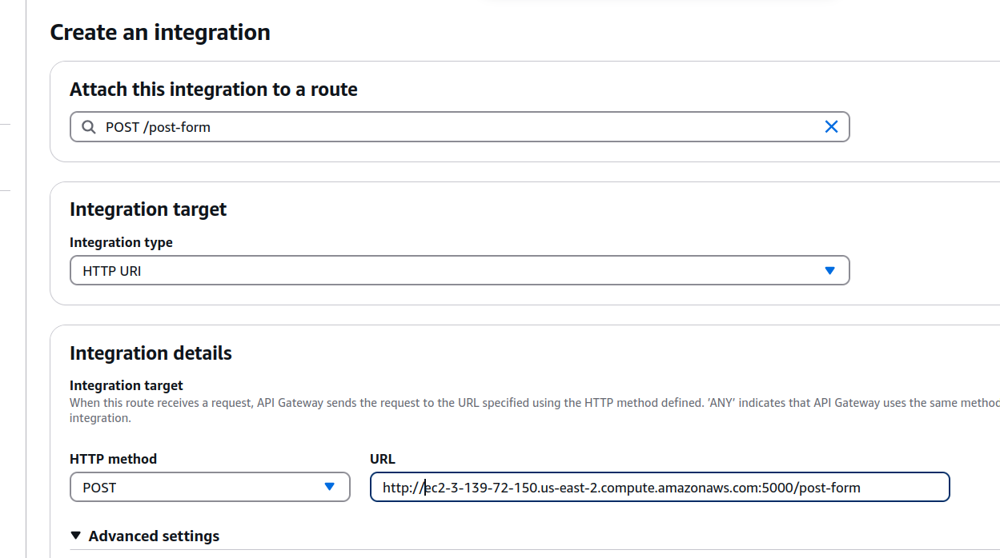 Create an integration
Attach this integration to a route
POST /post-form
Integration target
Integration type
HTTP URI
Integration details
Integration target
When this route receives a request, API Gateway sends the request to the URL specified using the HTTP method defined. 'ANY' indicates that API Gateway uses the same method
integration.
HTTP method
URL
POST
http://ec2-3-139-72-150.us-east-2.compute.amazonaws.com:5000/post-form
Advanced settings